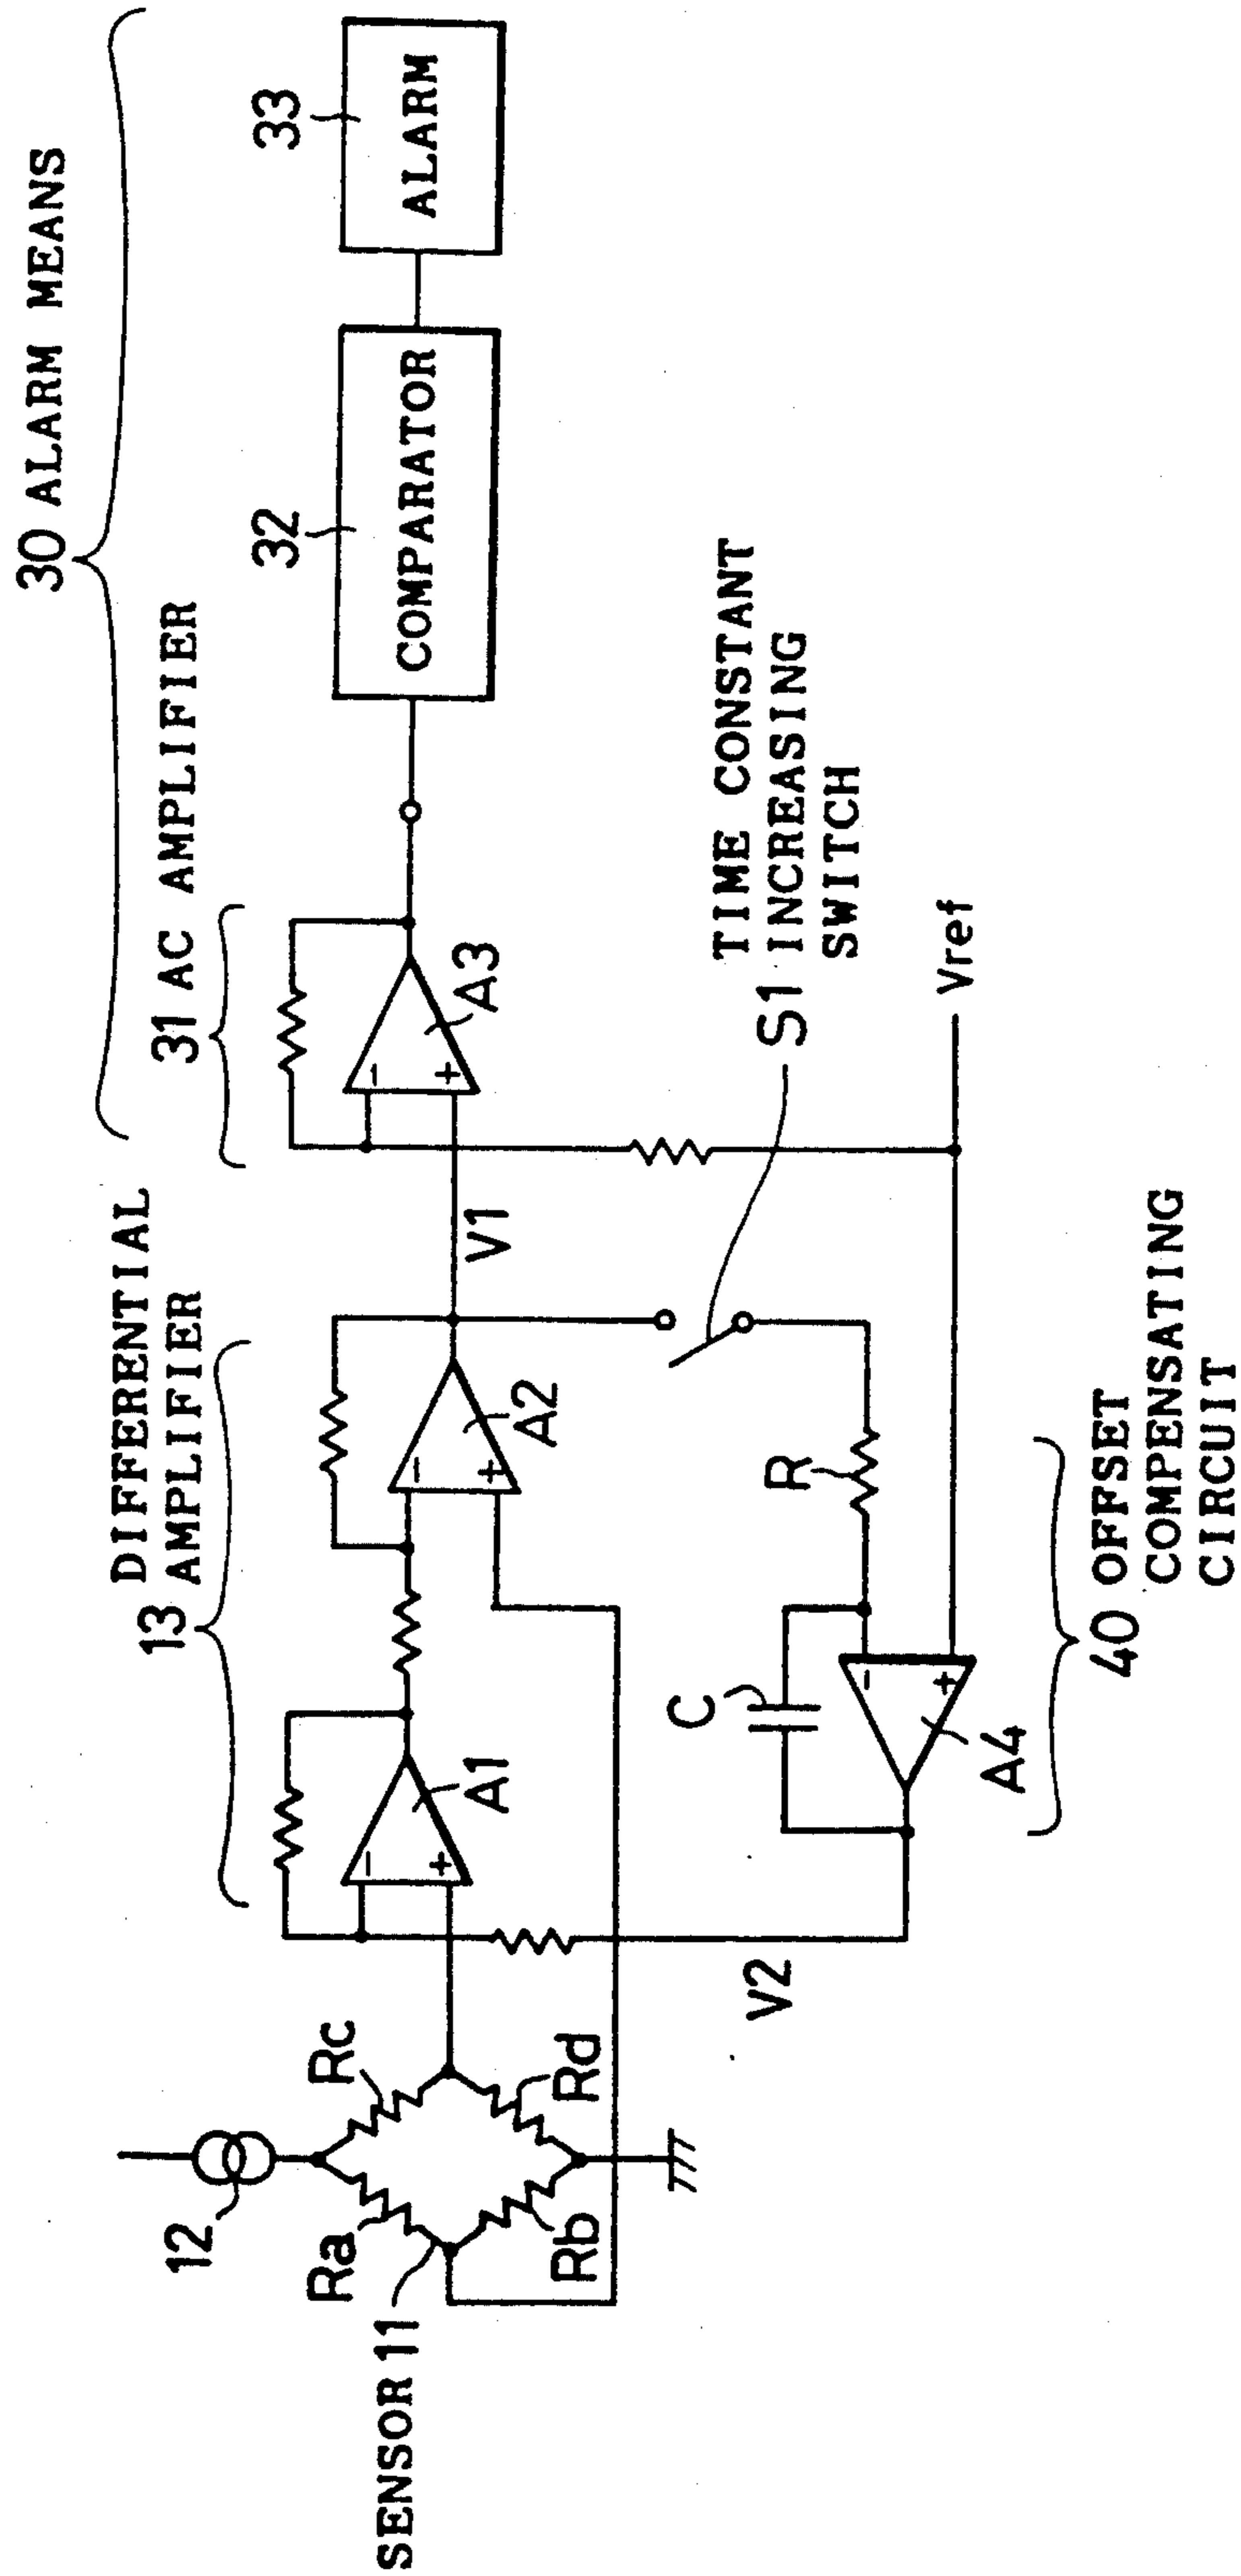 30 ALARM MEANS
31 AC AMPLIFIER
13 DIFFERENTIAL
AMPLIFIER
12
32
33
Ra
Rc
SENSOR 11
Rb
Rd
-
+
A1
-
+
A2
V1
-
+
A3
COMPARATOR
ALARM
TIME CONSTANT
S1 INCREASING
SWITCH
V2
C
R
-
+
A4
Vref
40 OFFSET
COMPENSATING
CIRCUIT